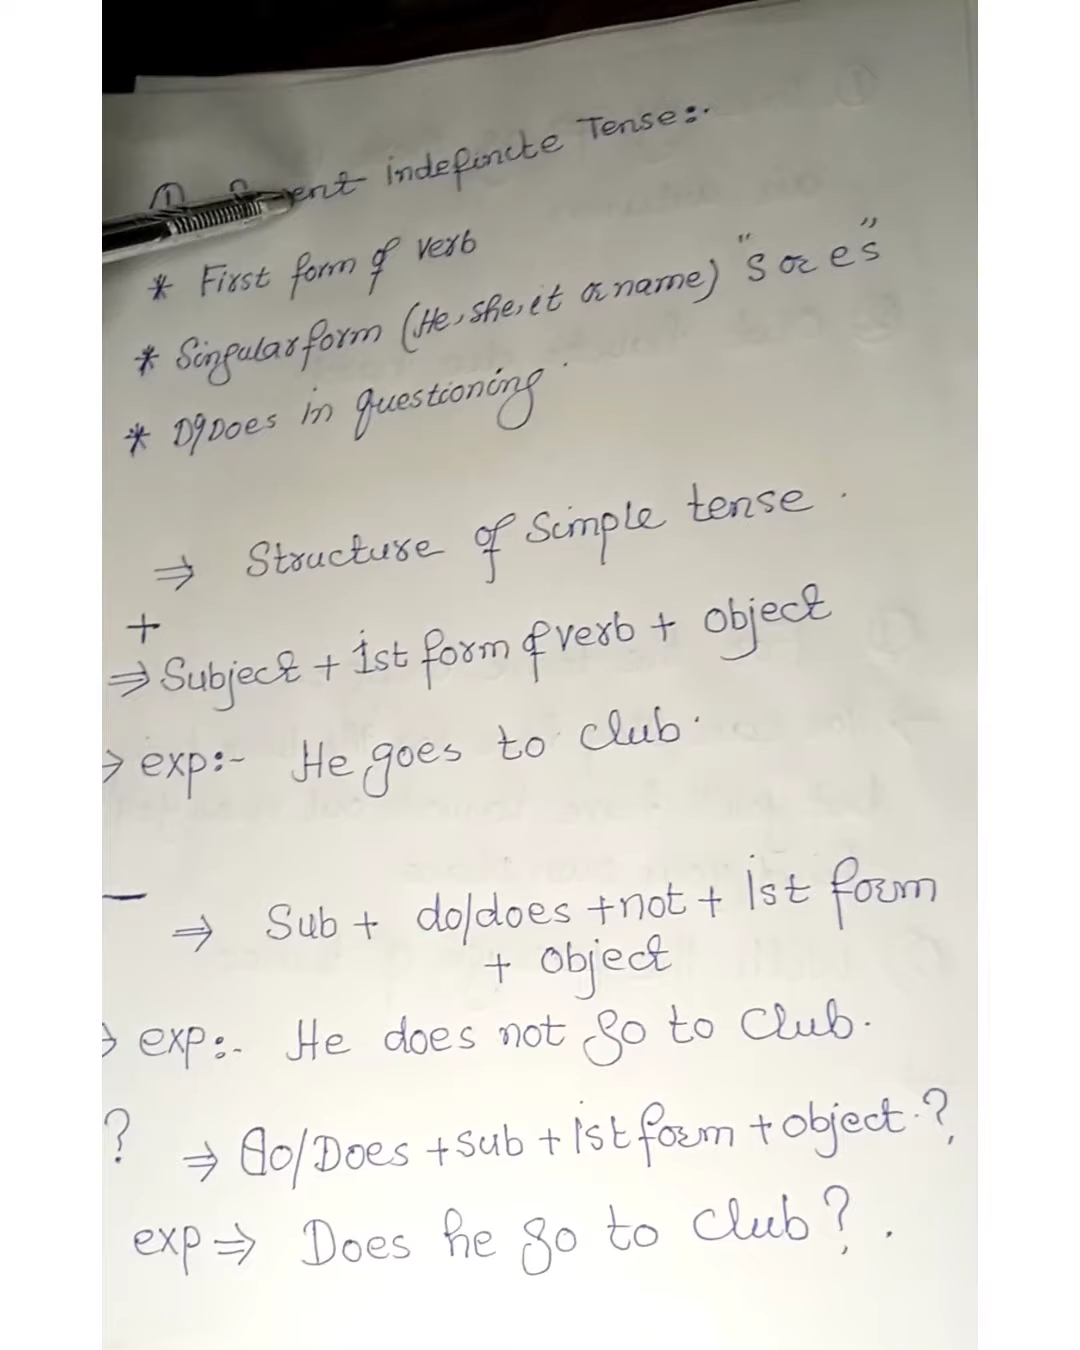 ① Present indefinite Tense:-
* First form of verb
* Singular form (He, she, it or name) "s or es"
* Do/Does in questioning.
⇒ Structure of Simple tense.
+
⇒ Subject + 1st form of verb + object
→ exp:- He goes to club.
—
⇒ Sub + do/does + not + 1st form
+ object
→ exp:- He does not go to club.
? ⇒ Do/Does + sub + 1st form + object.?
exp ⇒ Does he go to club?.